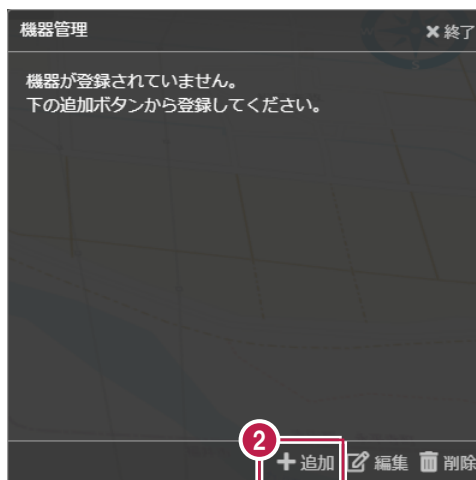 機器管理
×終了
機器が登録されていません。
下の追加ボタンから登録してください。
2
+追加 編集 削除